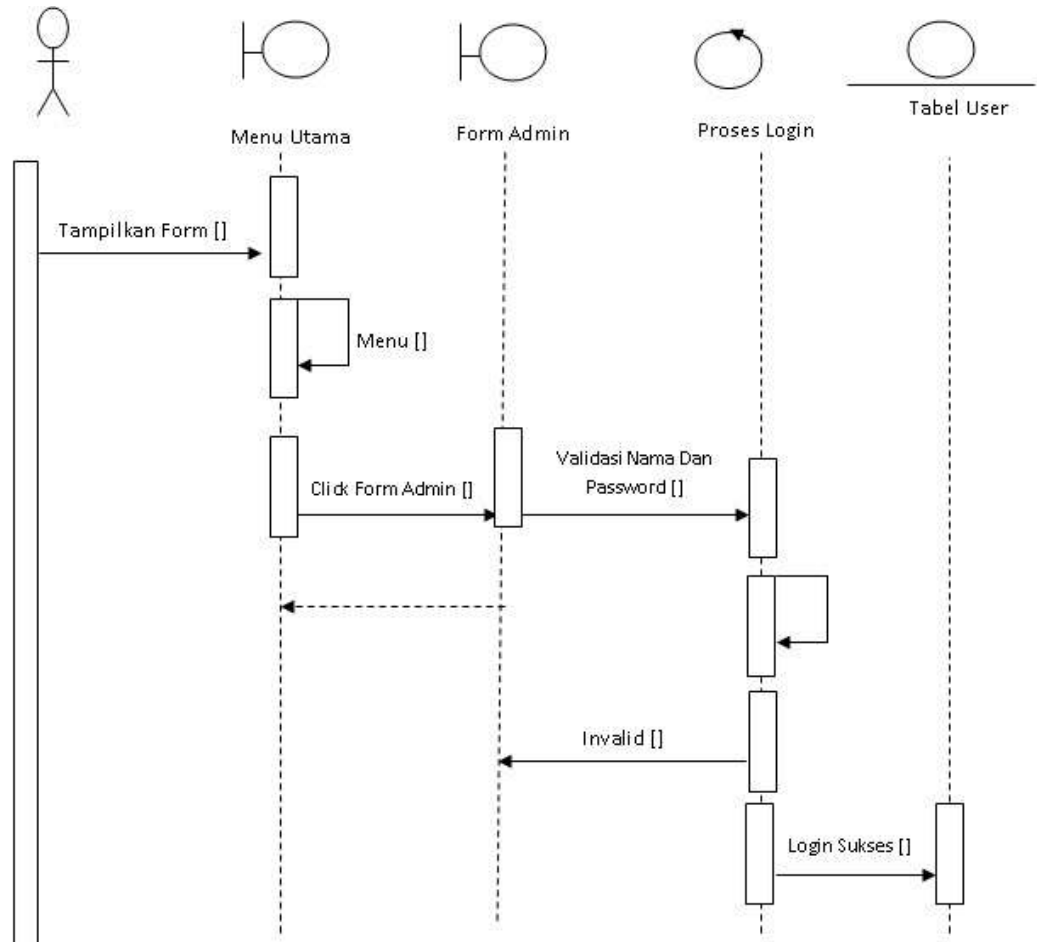 Menu Utama
Form Admin
Proses Login
Tabel User
Tampilkan Form []
Menu []
Click Form Admin []
Validasi Nama Dan
Password []
Invalid []
Login Sukses []